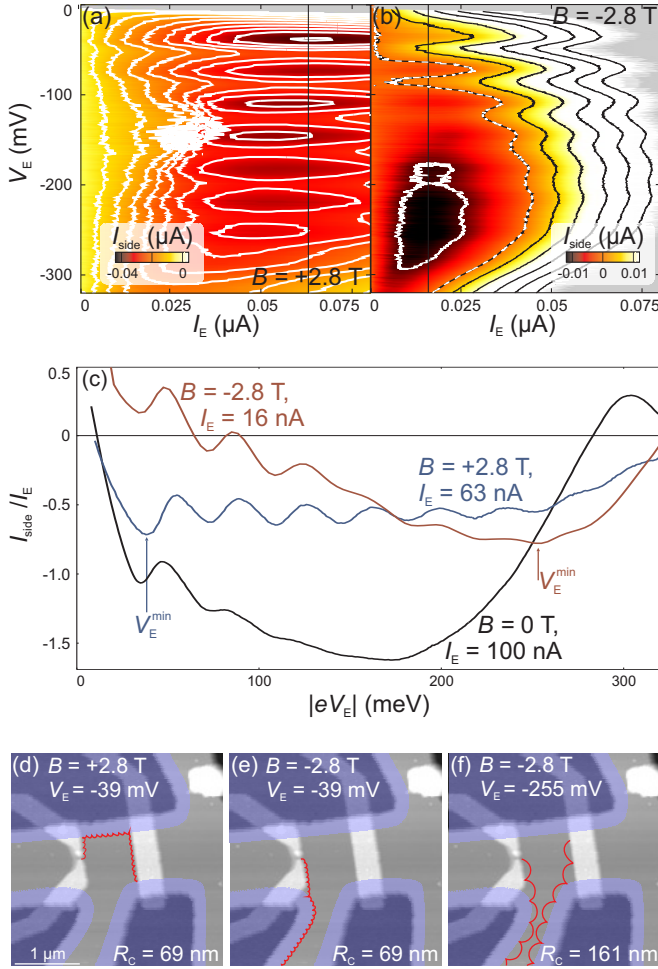 (a)
(b)
B = -2.8 T
0
-100
-200
-300
V_E (mV)
I_side (μA)
-0.04 0
B = +2.8 T
I_side (μA)
-0.01 0 0.01
0 0.025 0.05 0.075
0 0.025 0.05 0.075
I_E (μA)
I_E (μA)
(c)
0.5
0
-0.5
-1.0
-1.5
I_side / I_E
B = -2.8 T,
I_E = 16 nA
B = +2.8 T,
I_E = 63 nA
V_E^min
V_E^min
B = 0 T,
I_E = 100 nA
0 100 200 300
|eV_E| (meV)
(d) B = +2.8 T
V_E = -39 mV
1 μm
R_C = 69 nm
(e) B = -2.8 T
V_E = -39 mV
R_C = 69 nm
(f) B = -2.8 T
V_E = -255 mV
R_C = 161 nm